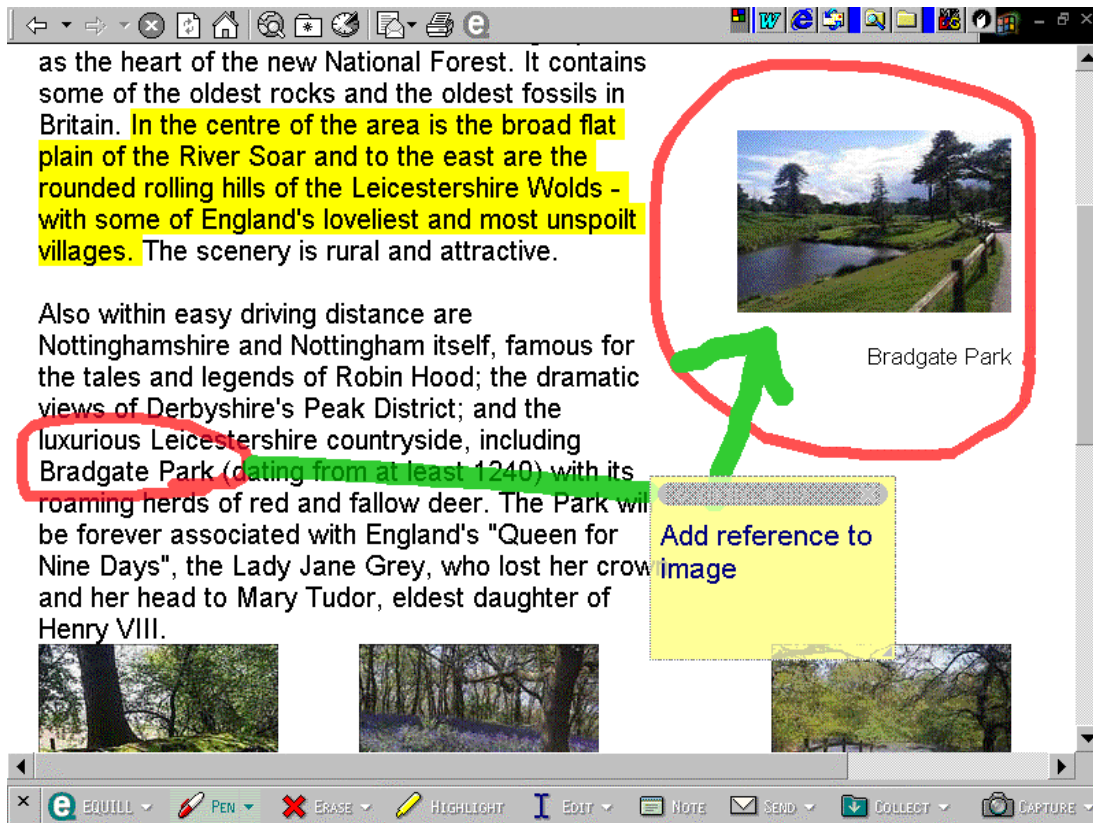 as the heart of the new National Forest. It contains
some of the oldest rocks and the oldest fossils in
Britain. In the centre of the area is the broad flat
plain of the River Soar and to the east are the
rounded rolling hills of the Leicestershire Wolds -
with some of England's loveliest and most unspoilt
villages. The scenery is rural and attractive.
Bradgate Park
Also within easy driving distance are
Nottinghamshire and Nottingham itself, famous for
the tales and legends of Robin Hood; the dramatic
views of Derbyshire's Peak District; and the
luxurious Leicestershire countryside, including
Bradgate Park (dating from at least 1240) with its
roaming herds of red and fallow deer. The Park will
be forever associated with England's "Queen for
Nine Days", the Lady Jane Grey, who lost her crown
and her head to Mary Tudor, eldest daughter of
Henry VIII.
Add reference to
image
EQUILL PEN ERASE HIGHLIGHT EDIT NOTE SEND COLLECT CAPTURE